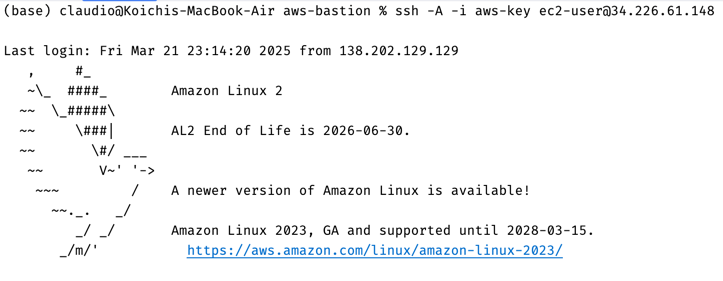 (base) claudio@Koichis-MacBook-Air aws-bastion % ssh -A -i aws-key ec2-user@34.226.61.148
Last login: Fri Mar 21 23:14:20 2025 from 138.202.129.129
   ,     #_
   ~\_  ####_        Amazon Linux 2
  ~~  \_#####\
  ~~     \###|       AL2 End of Life is 2026-06-30.
  ~~       \#/ ___
   ~~       V~' '->
    ~~~         /    A newer version of Amazon Linux is available!
      ~~._.   _/
         _/ _/       Amazon Linux 2023, GA and supported until 2028-03-15.
       _/m/'           https://aws.amazon.com/linux/amazon-linux-2023/